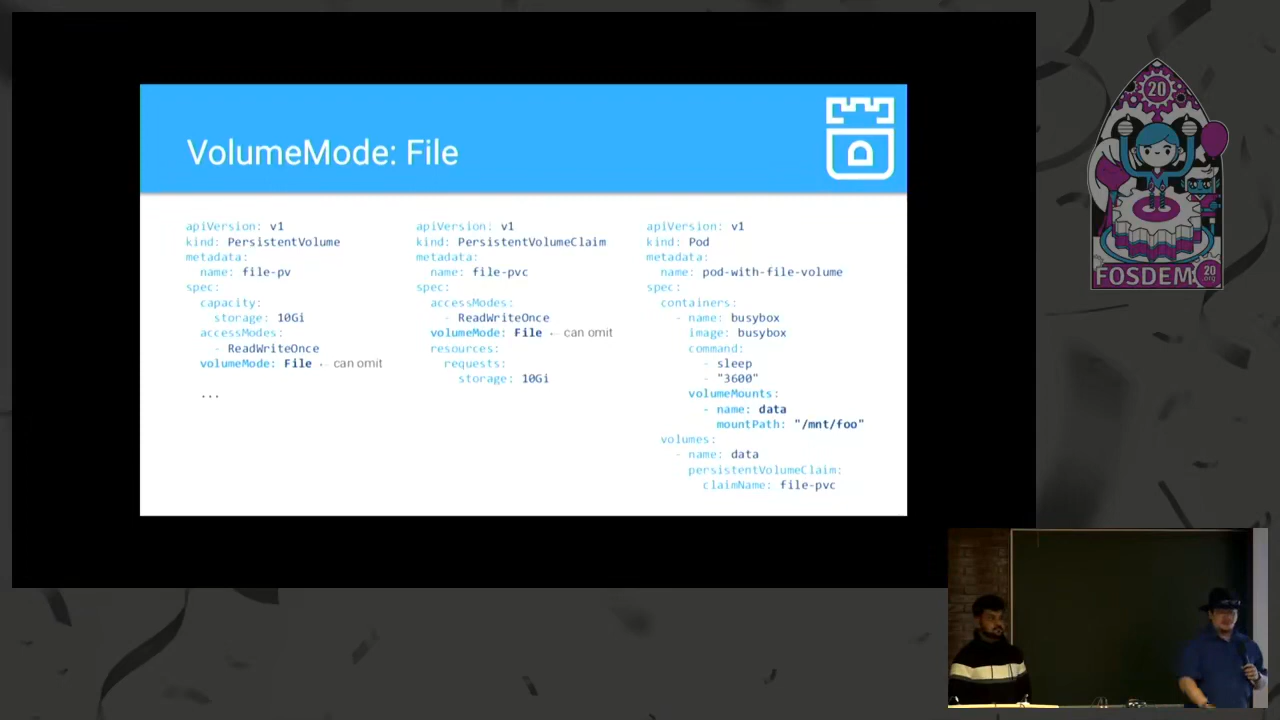 VolumeMode: File
apiVersion: v1
kind: PersistentVolume
metadata:
name: file-pv
spec:
capacity:
storage: 10Gi
accessModes:
- ReadWriteOnce
volumeMode: File ← can omit
...
apiVersion: v1
kind: PersistentVolumeClaim
metadata:
name: file-pvc
spec:
accessModes:
- ReadWriteOnce
volumeMode: File ← can omit
resources:
requests:
storage: 10Gi
apiVersion: v1
kind: Pod
metadata:
name: pod-with-file-volume
spec:
containers:
- name: busybox
image: busybox
command:
- sleep
- "3600"
volumeMounts:
- name: data
mountPath: "/mnt/foo"
volumes:
- name: data
persistentVolumeClaim:
claimName: file-pvc
20
FOSDEM
20
.org